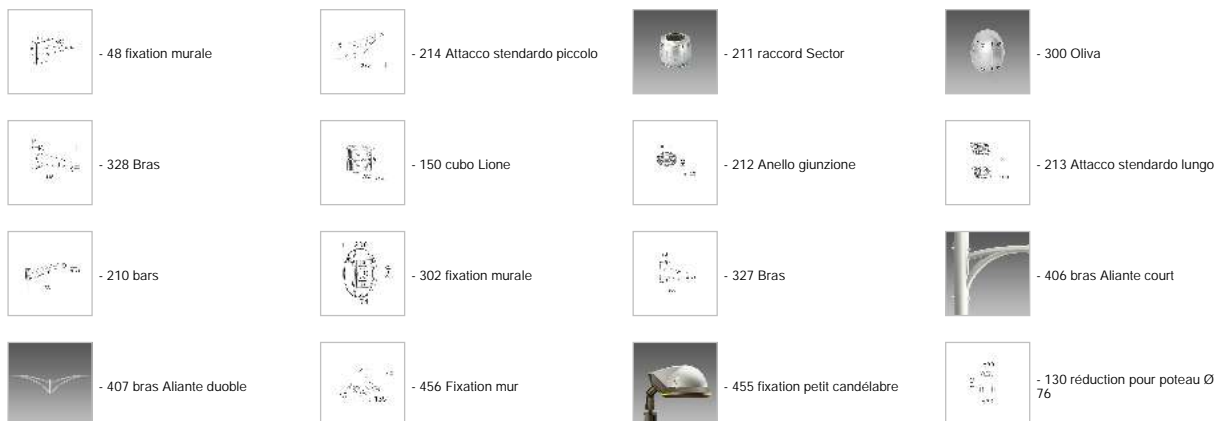 - 48 fixation murale
- 214 Attacco stendardo piccolo
- 211 raccord Sector
- 300 Oliva
- 328 Bras
- 150 cubo Lione
- 212 Anello giunzione
- 213 Attacco stendardo lungo
- 210 bars
- 302 fixation murale
- 327 Bras
- 406 bras Aliante court
- 407 bras Aliante duoble
- 456 Fixation mur
- 455 fixation petit candélabre
- 130 réduction pour poteau Ø
76